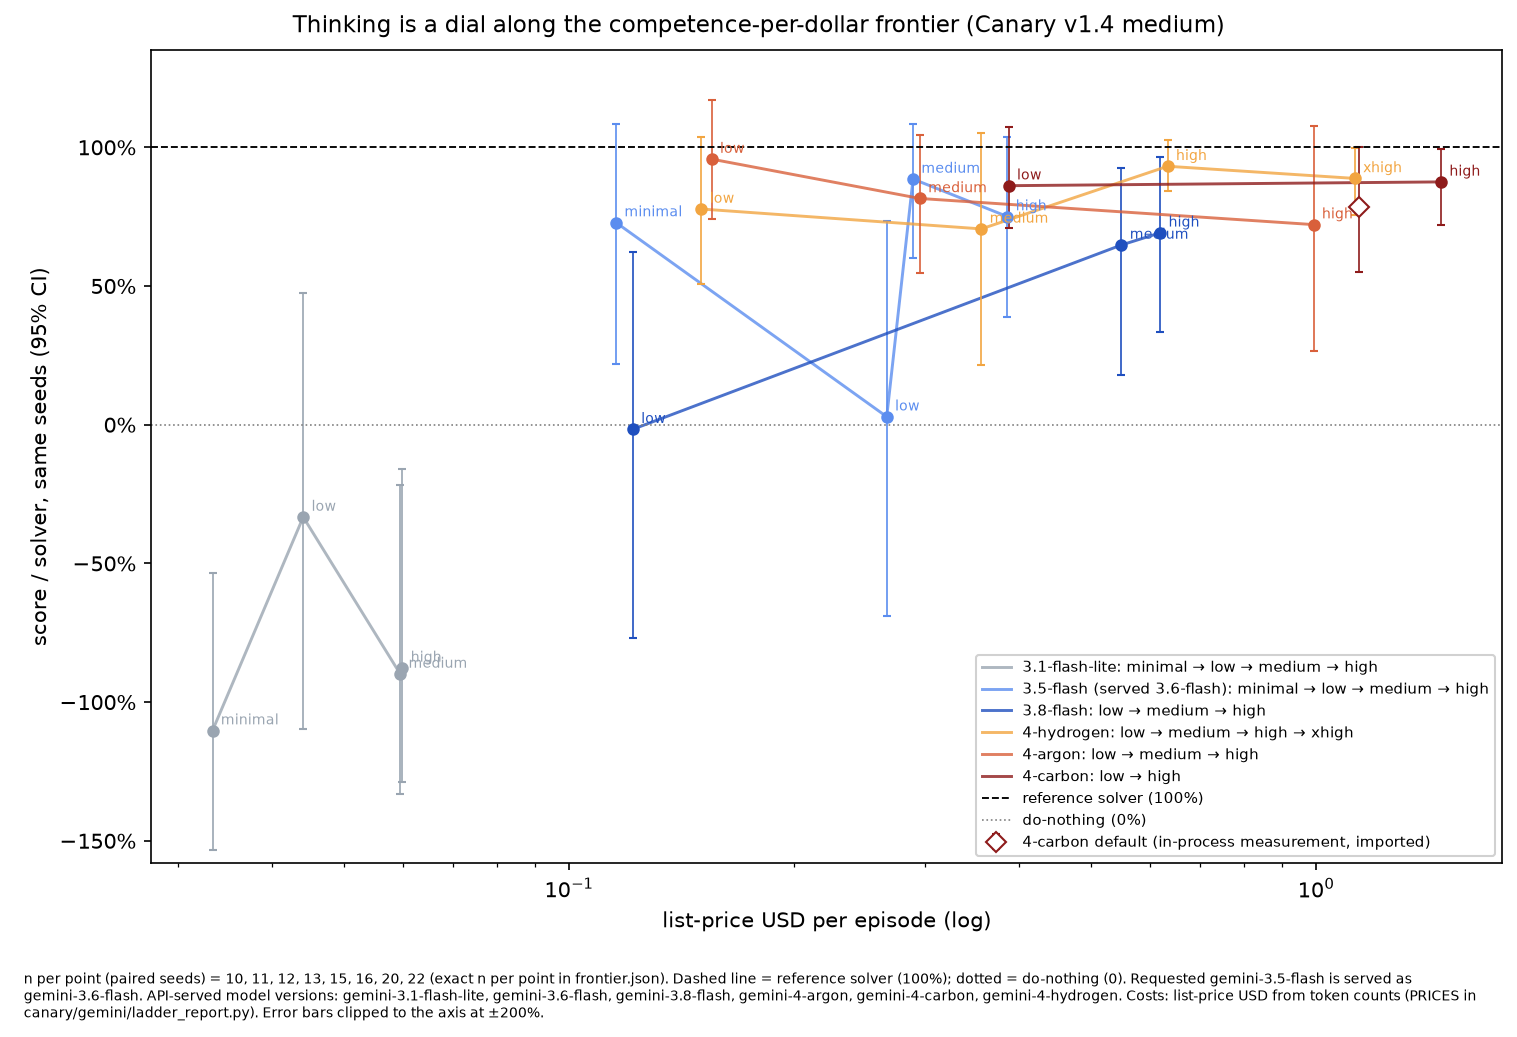 Thinking is a dial along the competence-per-dollar frontier (Canary v1.4 medium)
score / solver, same seeds (95% CI)
100%
50%
0%
−50%
−100%
−150%
minimal
low
high
medium
minimal
low
medium
high
low
medium
high
low
medium
high
xhigh
low
medium
high
low
high
3.1-flash-lite: minimal → low → medium → high
3.5-flash (served 3.6-flash): minimal → low → medium → high
3.8-flash: low → medium → high
4-hydrogen: low → medium → high → xhigh
4-argon: low → medium → high
4-carbon: low → high
reference solver (100%)
do-nothing (0%)
4-carbon default (in-process measurement, imported)
10⁻¹
10⁰
list-price USD per episode (log)
n per point (paired seeds) = 10, 11, 12, 13, 15, 16, 20, 22 (exact n per point in frontier.json). Dashed line = reference solver (100%); dotted = do-nothing (0). Requested gemini-3.5-flash is served as
gemini-3.6-flash. API-served model versions: gemini-3.1-flash-lite, gemini-3.6-flash, gemini-3.8-flash, gemini-4-argon, gemini-4-carbon, gemini-4-hydrogen. Costs: list-price USD from token counts (PRICES in
canary/gemini/ladder_report.py). Error bars clipped to the axis at ±200%.